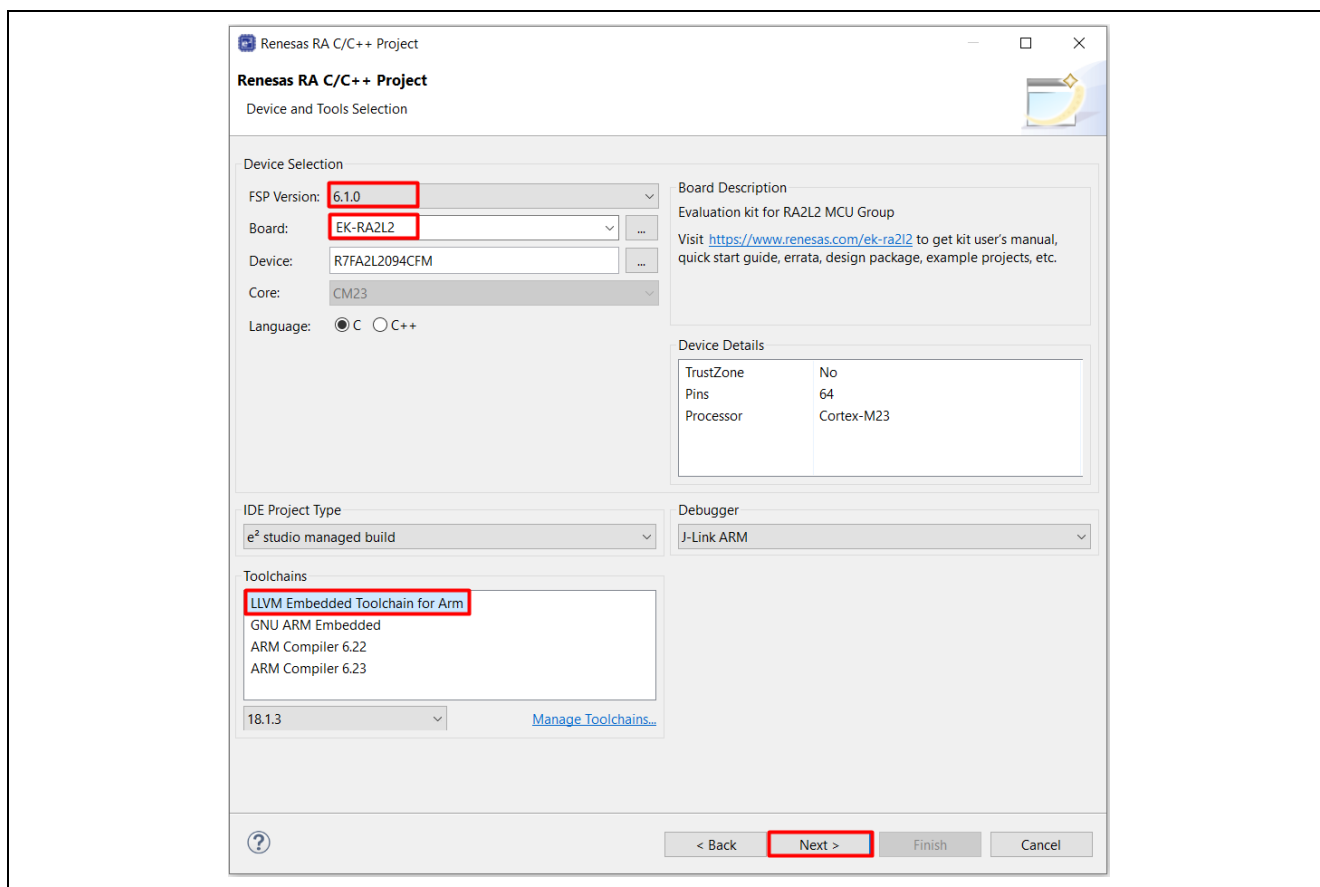 Renesas RA C/C++ Project
Renesas RA C/C++ Project
Device and Tools Selection
Device Selection
FSP Version: 6.1.0
Board: EK-RA2L2 ...
Device: R7FA2L2094CFM ...
Core: CM23
Language: C C++
Board Description
Evaluation kit for RA2L2 MCU Group
Visit https://www.renesas.com/ek-ra2l2 to get kit user's manual,
quick start guide, errata, design package, example projects, etc.
Device Details
TrustZone No
Pins 64
Processor Cortex-M23
IDE Project Type
e² studio managed build
Debugger
J-Link ARM
Toolchains
LLVM Embedded Toolchain for Arm
GNU ARM Embedded
ARM Compiler 6.22
ARM Compiler 6.23
18.1.3 Manage Toolchains...
? < Back Next > Finish Cancel